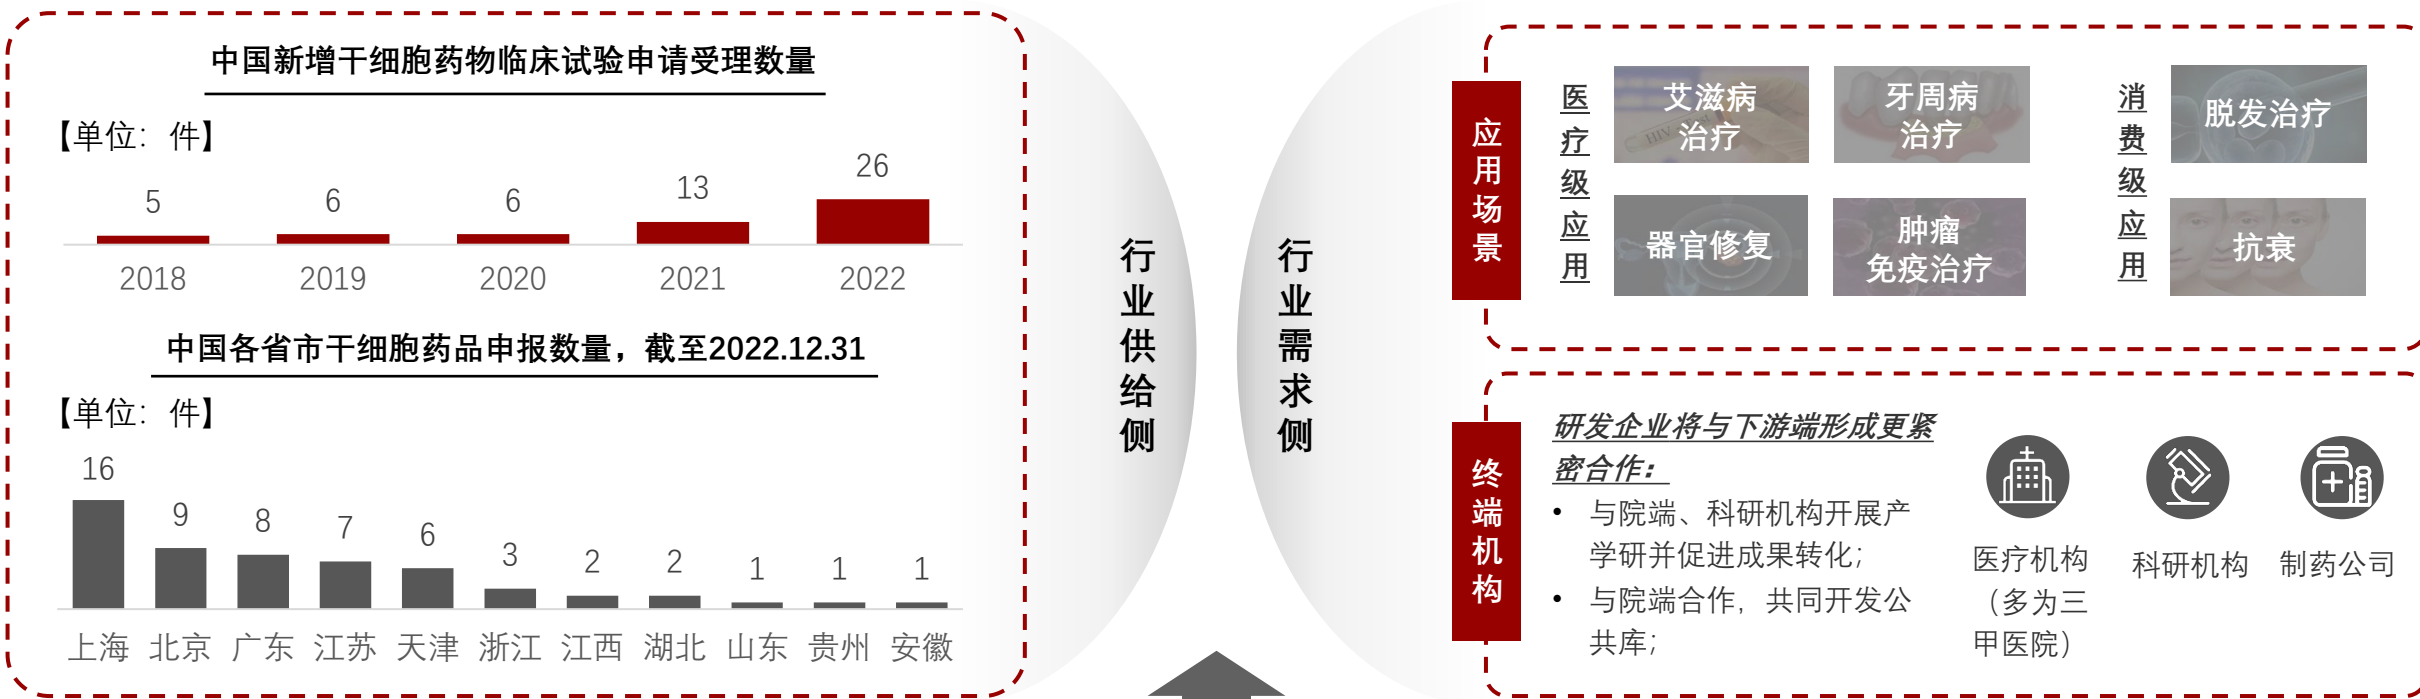 中国新增干细胞药物临床试验申请受理数量
【单位：件】
5 6 6 13 26
2018 2019 2020 2021 2022
中国各省市干细胞药品申报数量，截至2022.12.31
【单位：件】
16 9 8 7 6 3 2 2 1 1 1
上海 北京 广东 江苏 天津 浙江 江西 湖北 山东 贵州 安徽
行业供给侧
行业需求侧
应用场景
医疗级应用
艾滋病
治疗
HIV Test
牙周病
治疗
器官修复
肿瘤
免疫治疗
消费级应用
脱发治疗
抗衰
终端机构
研发企业将与下游端形成更紧
密合作：
• 与院端、科研机构开展产
学研并促进成果转化；
• 与院端合作，共同开发公
共库；
医疗机构
（多为三
甲医院）
科研机构
制药公司